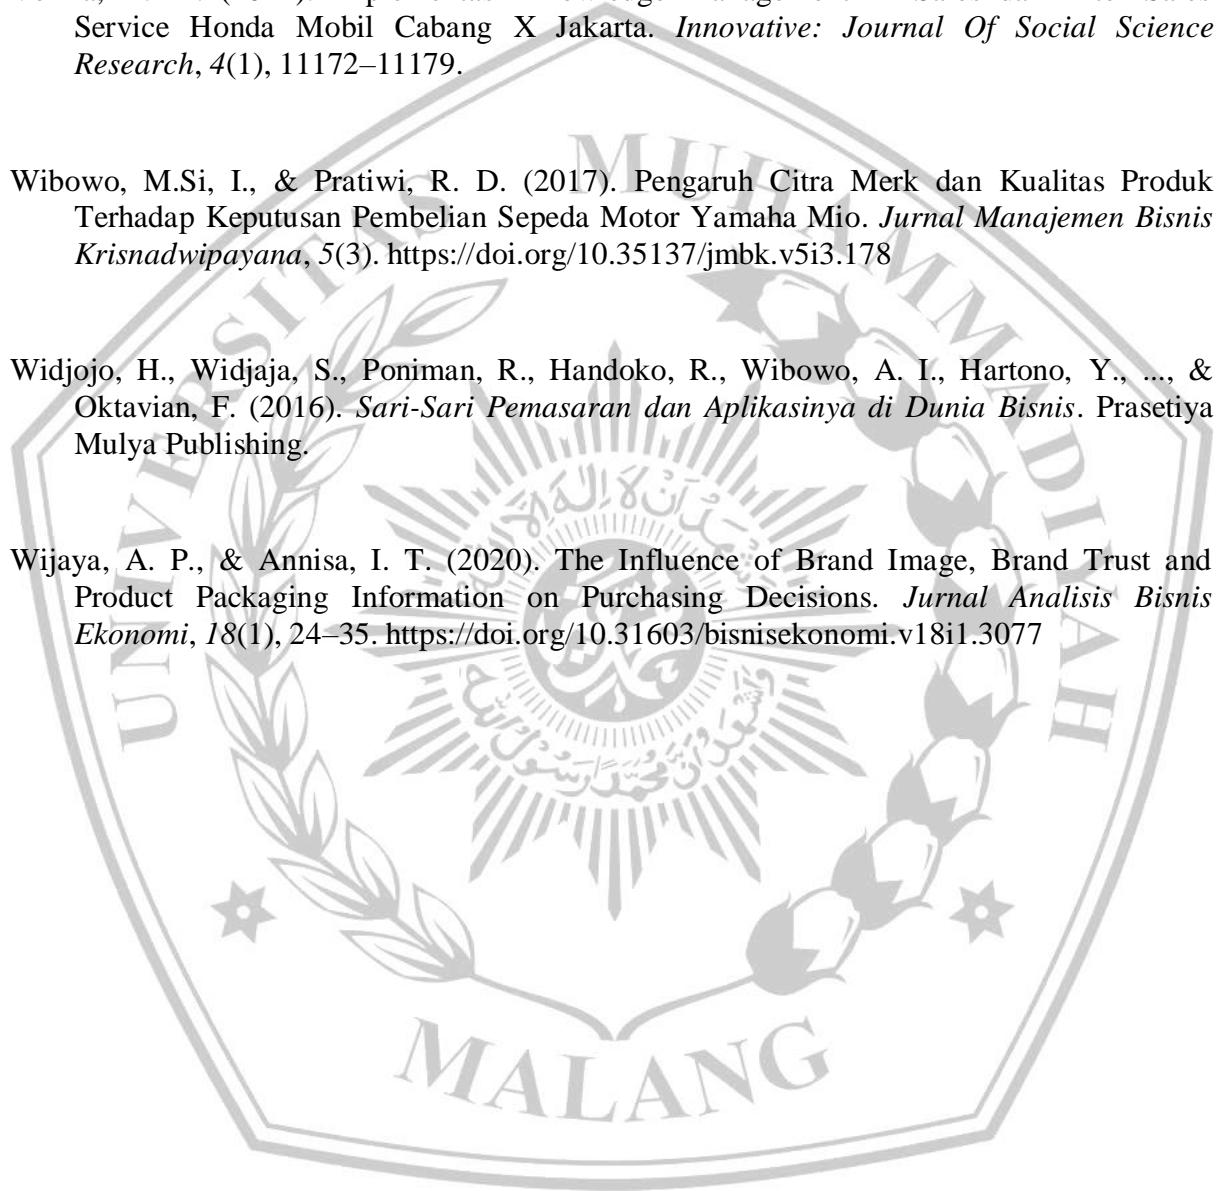 Service Honda Mobil Cabang X Jakarta. Innovative: Journal Of Social Science
Research, 4(1), 11172–11179.
Wibowo, M.Si, I., & Pratiwi, R. D. (2017). Pengaruh Citra Merk dan Kualitas Produk
Terhadap Keputusan Pembelian Sepeda Motor Yamaha Mio. Jurnal Manajemen Bisnis
Krisnadwipayana, 5(3). https://doi.org/10.35137/jmbk.v5i3.178
Widjojo, H., Widjaja, S., Poniman, R., Handoko, R., Wibowo, A. I., Hartono, Y., ..., &
Oktavian, F. (2016). Sari-Sari Pemasaran dan Aplikasinya di Dunia Bisnis. Prasetiya
Mulya Publishing.
Wijaya, A. P., & Annisa, I. T. (2020). The Influence of Brand Image, Brand Trust and
Product Packaging Information on Purchasing Decisions. Jurnal Analisis Bisnis
Ekonomi, 18(1), 24–35. https://doi.org/10.31603/bisnisekonomi.v18i1.3077
UNIVERSITAS MUHAMMADIYAH
MALANG